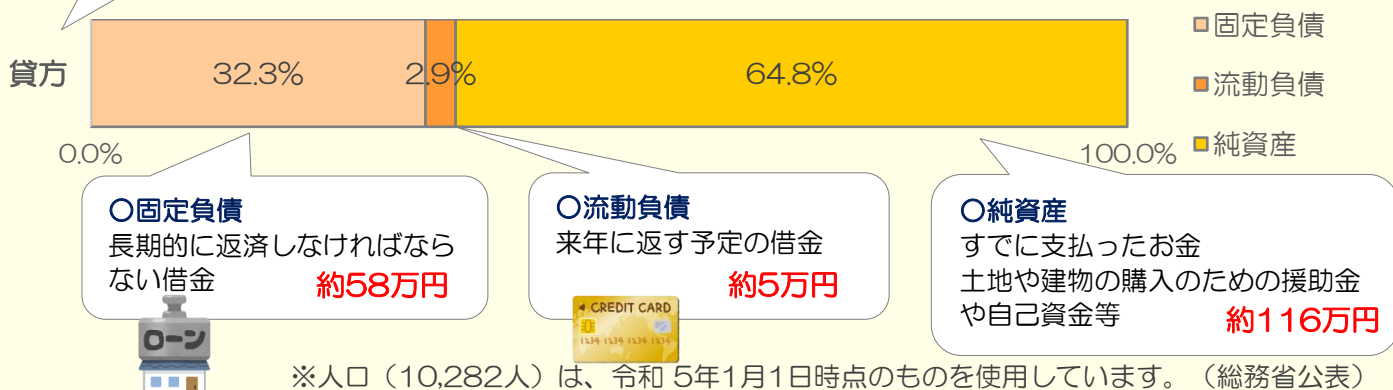 固定負債
貸方 32.3% 2.9% 64.8%
流動負債
0.0% 100.0%
純資産
〇固定負債
長期的に返済しなければなら
ない借金 約58万円
〇流動負債
来年に返す予定の借金
約5万円
〇純資産
すでに支払ったお金
土地や建物の購入のための援助金
や自己資金等 約116万円
CREDIT CARD
1234 1234 1234 1234
ローン
※人口（10,282人）は、令和 5年1月1日時点のものを使用しています。（総務省公表）